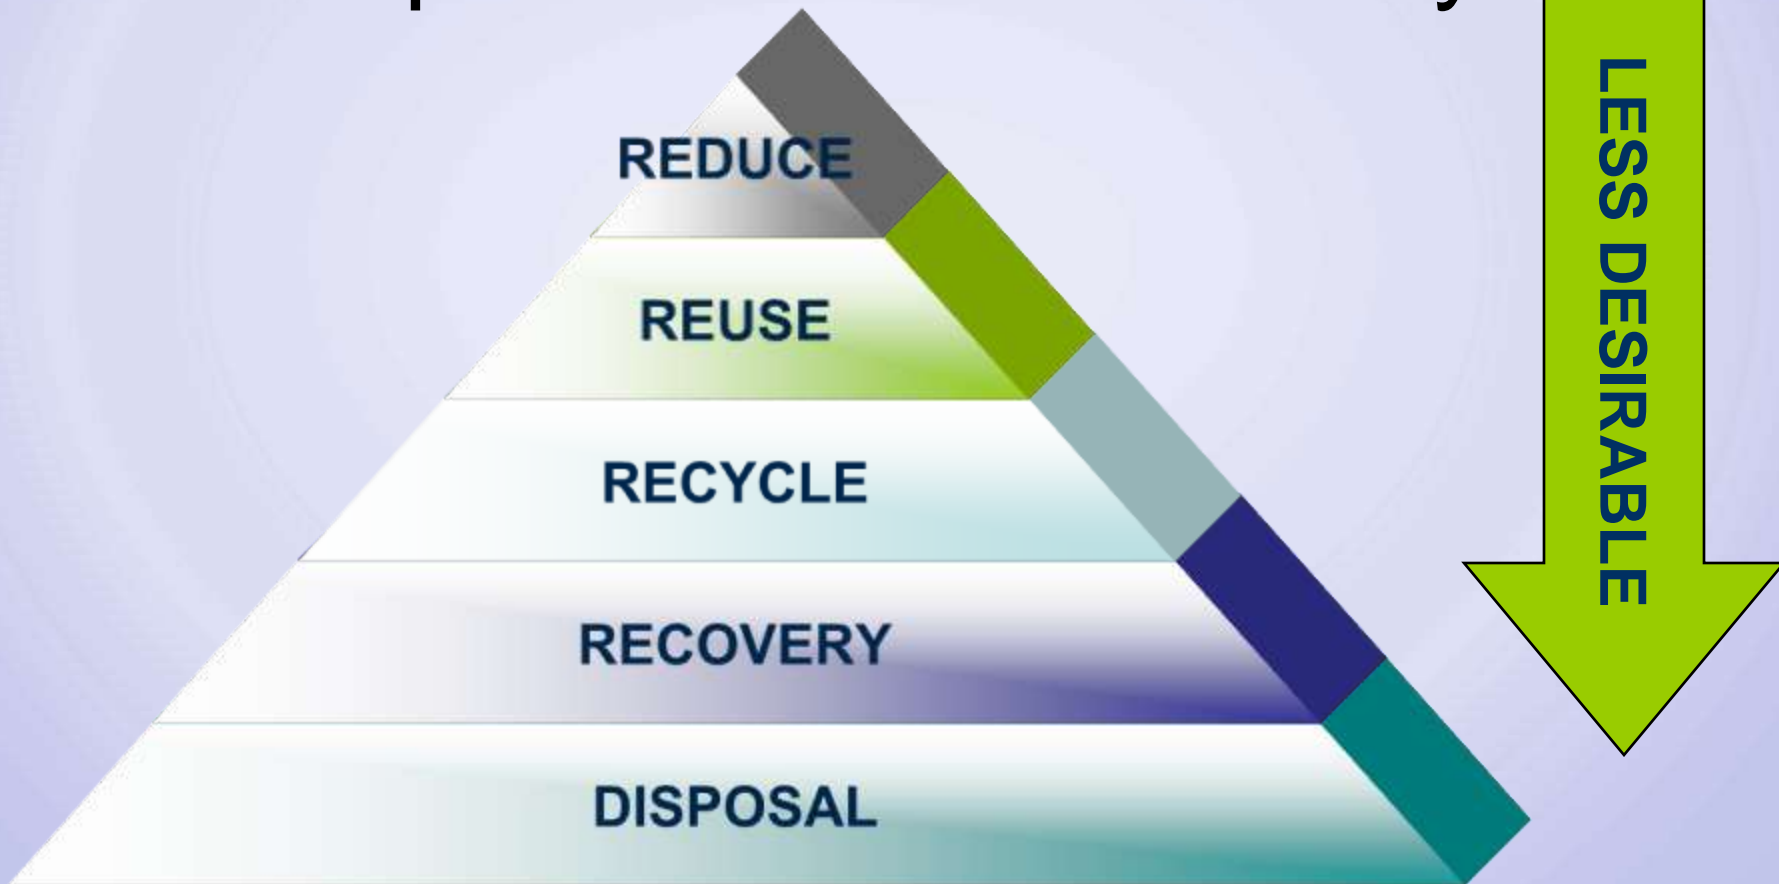 REDUCE
REUSE
RECYCLE
RECOVERY
DISPOSAL
LESS DESIRABLE